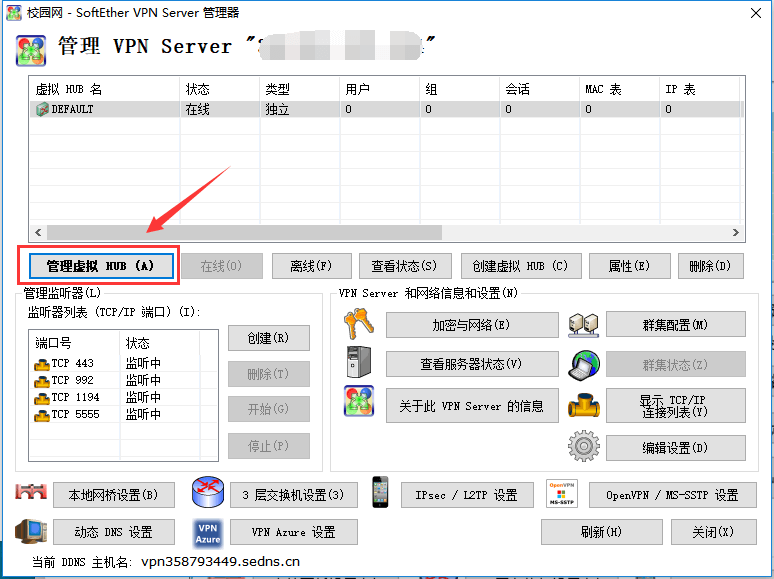 校园网 - SoftEther VPN Server 管理器
管理 VPN Server "
虚拟 HUB 名 状态 类型 用户 组 会话 MAC 表 IP 表
DEFAULT 在线 独立 0 0 0 0 0
管理虚拟 HUB (A) 在线(O) 离线(F) 查看状态(S) 创建虚拟 HUB (C) 属性(E) 删除(D)
管理监听器(L)
监听器列表 (TCP/IP 端口) (I):
端口号 状态
TCP 443 监听中
TCP 992 监听中
TCP 1194 监听中
TCP 5555 监听中
创建(R)
删除(T)
开始(G)
停止(P)
VPN Server 和网络信息和设置(N)
加密与网络(E) 群集配置(M)
查看服务器状态(V) 群集状态(Z)
关于此 VPN Server 的信息 显示 TCP/IP
连接列表(Y)
编辑设置(D)
本地网桥设置(B) 3 层交换机设置(3) IPsec / L2TP 设置 OpenVPN
MS-SSTP
OpenVPN / MS-SSTP 设置
动态 DNS 设置 VPN
Azure
VPN Azure 设置 刷新(H) 关闭(X)
当前 DDNS 主机名: vpn358793449.sedns.cn